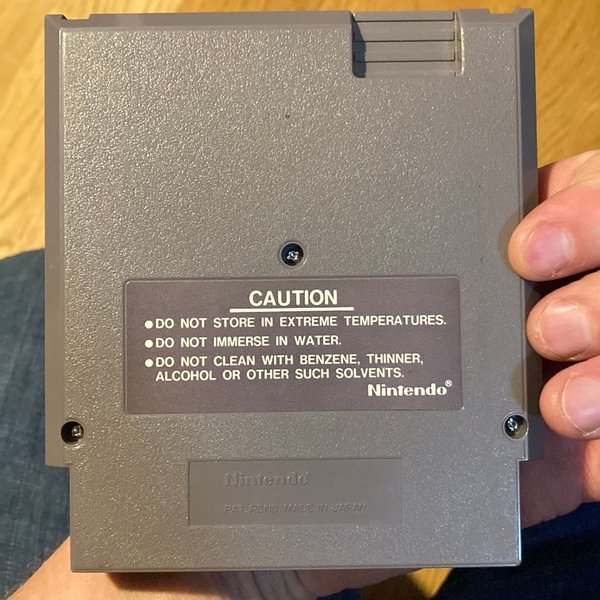 CAUTION
●DO NOT STORE IN EXTREME TEMPERATURES.
●DO NOT IMMERSE IN WATER.
●DO NOT CLEAN WITH BENZENE, THINNER,
ALCOHOL OR OTHER SUCH SOLVENTS.
Nintendo®
Nintendo
PAT. PEND. MADE IN JAPAN